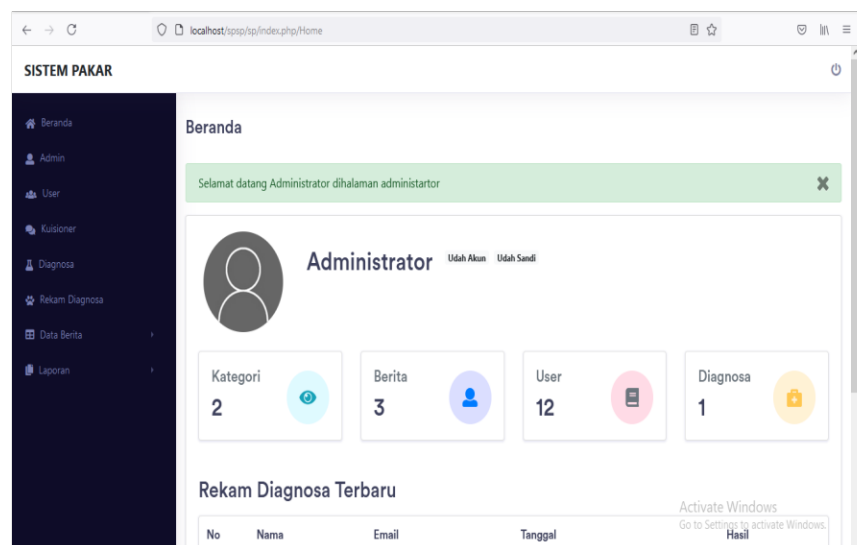 localhost/spsp/sp/index.php/Home
SISTEM PAKAR
Beranda
Admin
User
Kuisioner
Diagnosa
Rekam Diagnosa
Data Berita
Laporan
Beranda
Selamat datang Administrator dihalaman administartor
Administrator Udah Akun Udah Sandi
Kategori
2
Berita
3
User
12
Diagnosa
1
Rekam Diagnosa Terbaru
Activate Windows
Go to Settings to activate Windows.
No Nama Email Tanggal Hasil